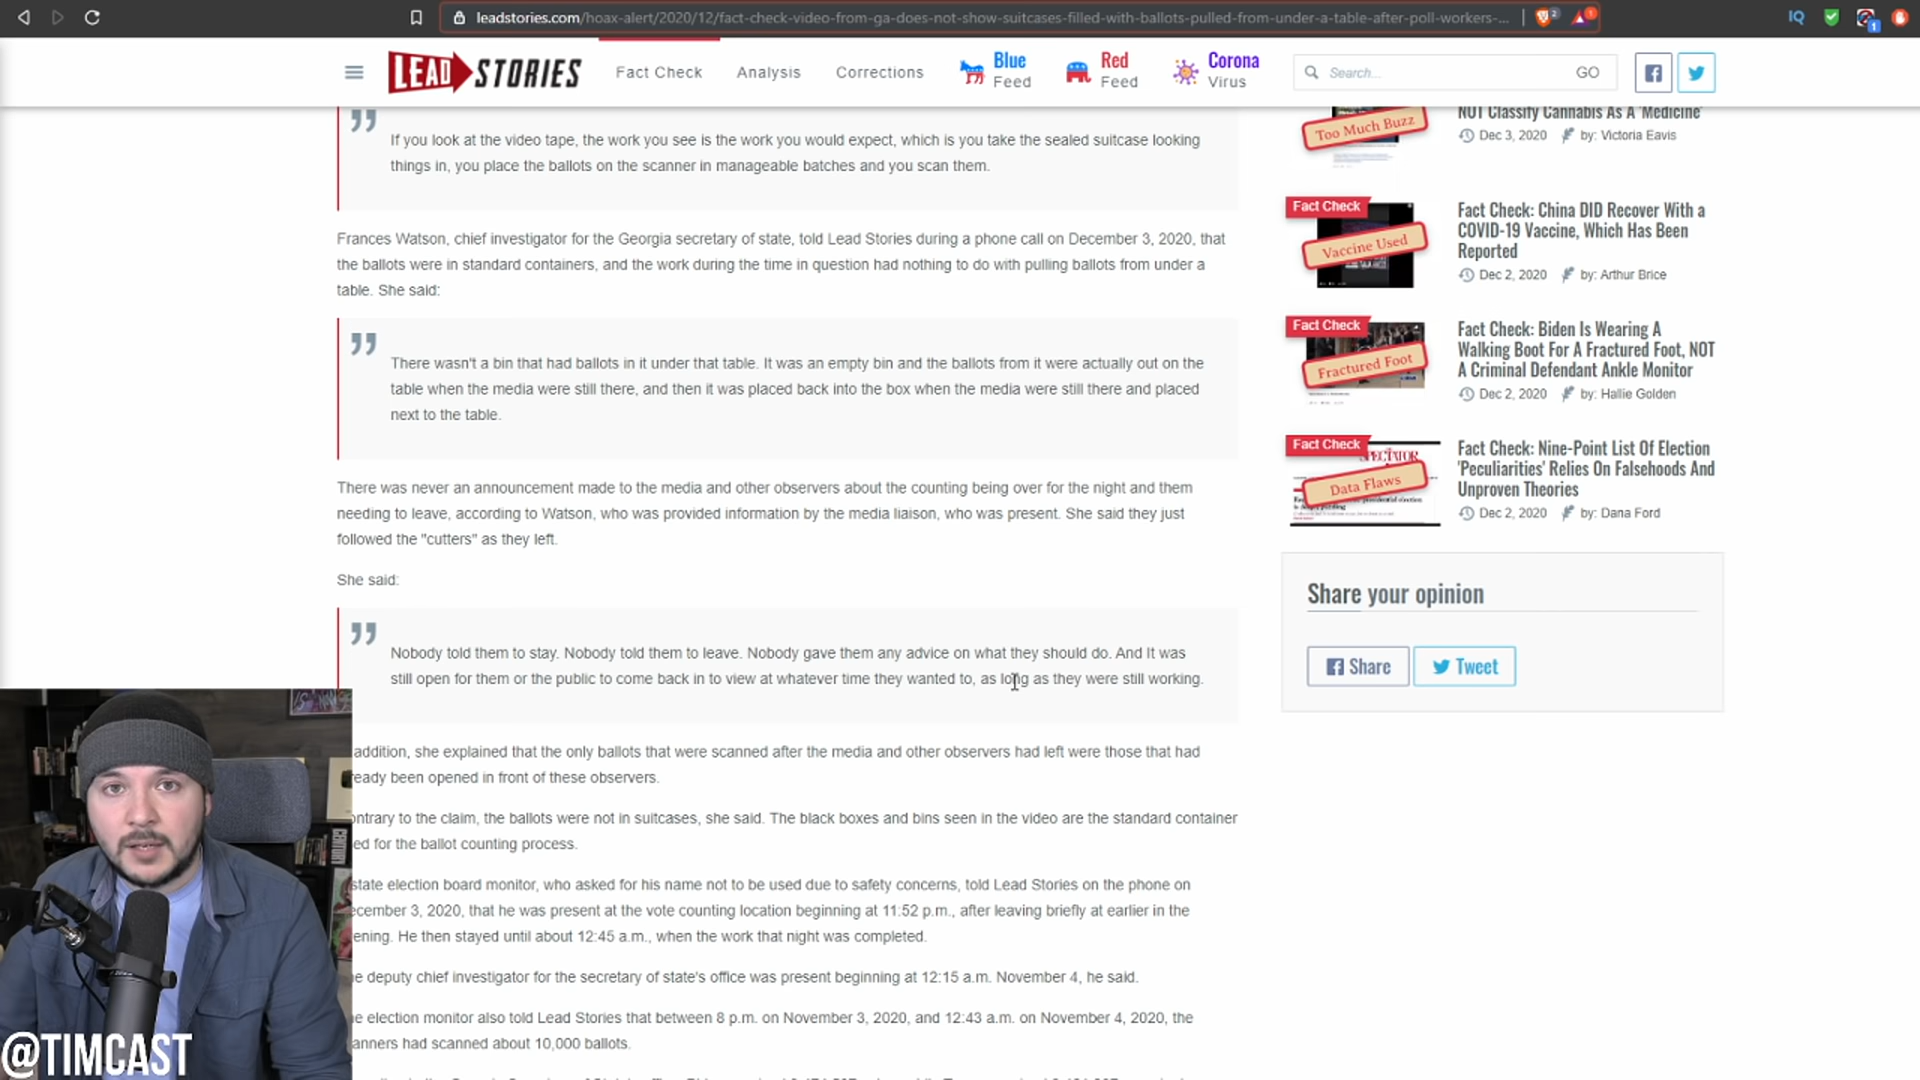 leadstories.com/hoax-alert/2020/12/fact-check-video-from-ga-does-not-show-suitcases-filled-with-ballots-pulled-from-under-a-table-after-poll-workers-...
LEAD STORIES
Fact Check
Analysis
Corrections
Blue
Feed
Red
Feed
Corona
Virus
Search...
GO
If you look at the video tape, the work you see is the work you would expect, which is you take the sealed suitcase looking
things in, you place the ballots on the scanner in manageable batches and you scan them.
Frances Watson, chief investigator for the Georgia secretary of state, told Lead Stories during a phone call on December 3, 2020, that
the ballots were in standard containers, and the work during the time in question had nothing to do with pulling ballots from under a
table. She said:
There wasn't a bin that had ballots in it under that table. It was an empty bin and the ballots from it were actually out on the
table when the media were still there, and then it was placed back into the box when the media were still there and placed
next to the table.
There was never an announcement made to the media and other observers about the counting being over for the night and them
needing to leave, according to Watson, who was provided information by the media liaison, who was present. She said they just
followed the "cutters" as they left.
She said:
Nobody told them to stay. Nobody told them to leave. Nobody gave them any advice on what they should do. And It was
still open for them or the public to come back in to view at whatever time they wanted to, as long as they were still working.
addition, she explained that the only ballots that were scanned after the media and other observers had left were those that had
ready been opened in front of these observers.
ontrary to the claim, the ballots were not in suitcases, she said. The black boxes and bins seen in the video are the standard container
ed for the ballot counting process.
state election board monitor, who asked for his name not to be used due to safety concerns, told Lead Stories on the phone on
ecember 3, 2020, that he was present at the vote counting location beginning at 11:52 p.m., after leaving briefly at earlier in the
ening. He then stayed until about 12:45 a.m., when the work that night was completed.
e deputy chief investigator for the secretary of state's office was present beginning at 12:15 a.m. November 4, he said.
e election monitor also told Lead Stories that between 8 p.m. on November 3, 2020, and 12:43 a.m. on November 4, 2020, the
anners had scanned about 10,000 ballots.
Too Much Buzz
NOT Classify Cannabis As A 'Medicine'
Dec 3, 2020 by: Victoria Eavis
Fact Check
Vaccine Used
Fact Check: China DID Recover With a
COVID-19 Vaccine, Which Has Been
Reported
Dec 2, 2020 by: Arthur Brice
Fact Check
Fractured Foot
Fact Check: Biden Is Wearing A
Walking Boot For A Fractured Foot, NOT
A Criminal Defendant Ankle Monitor
Dec 2, 2020 by: Hallie Golden
Fact Check
SPECTATOR
Data Flaws
Fact Check: Nine-Point List Of Election
'Peculiarities' Relies On Falsehoods And
Unproven Theories
Dec 2, 2020 by: Dana Ford
Share your opinion
Share
Tweet
@TIMCAST